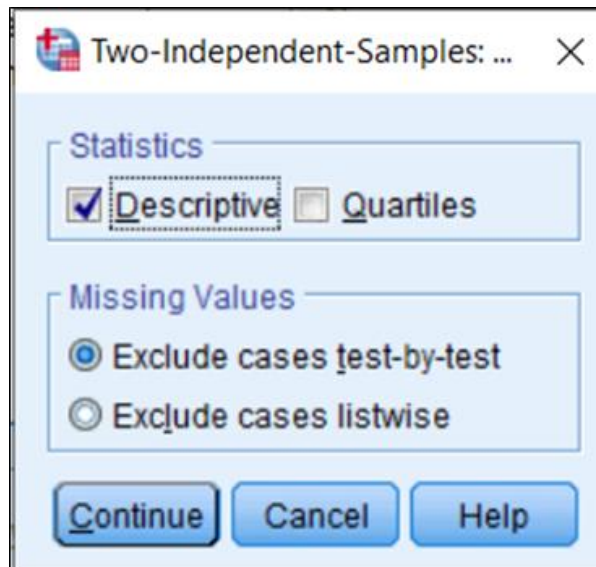 Two-Independent-Samples: ...
Statistics
Descriptive Quartiles
Missing Values
Exclude cases test-by-test
Exclude cases listwise
Continue Cancel Help